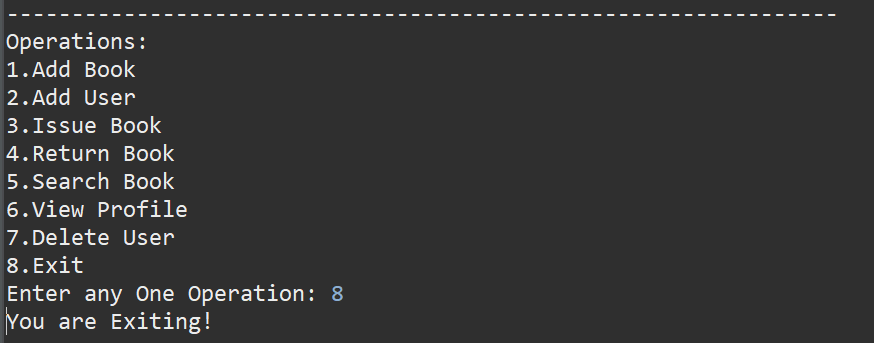 ----------------------------------------------------------------
Operations:
1.Add Book
2.Add User
3.Issue Book
4.Return Book
5.Search Book
6.View Profile
7.Delete User
8.Exit
Enter any One Operation: 8
You are Exiting!